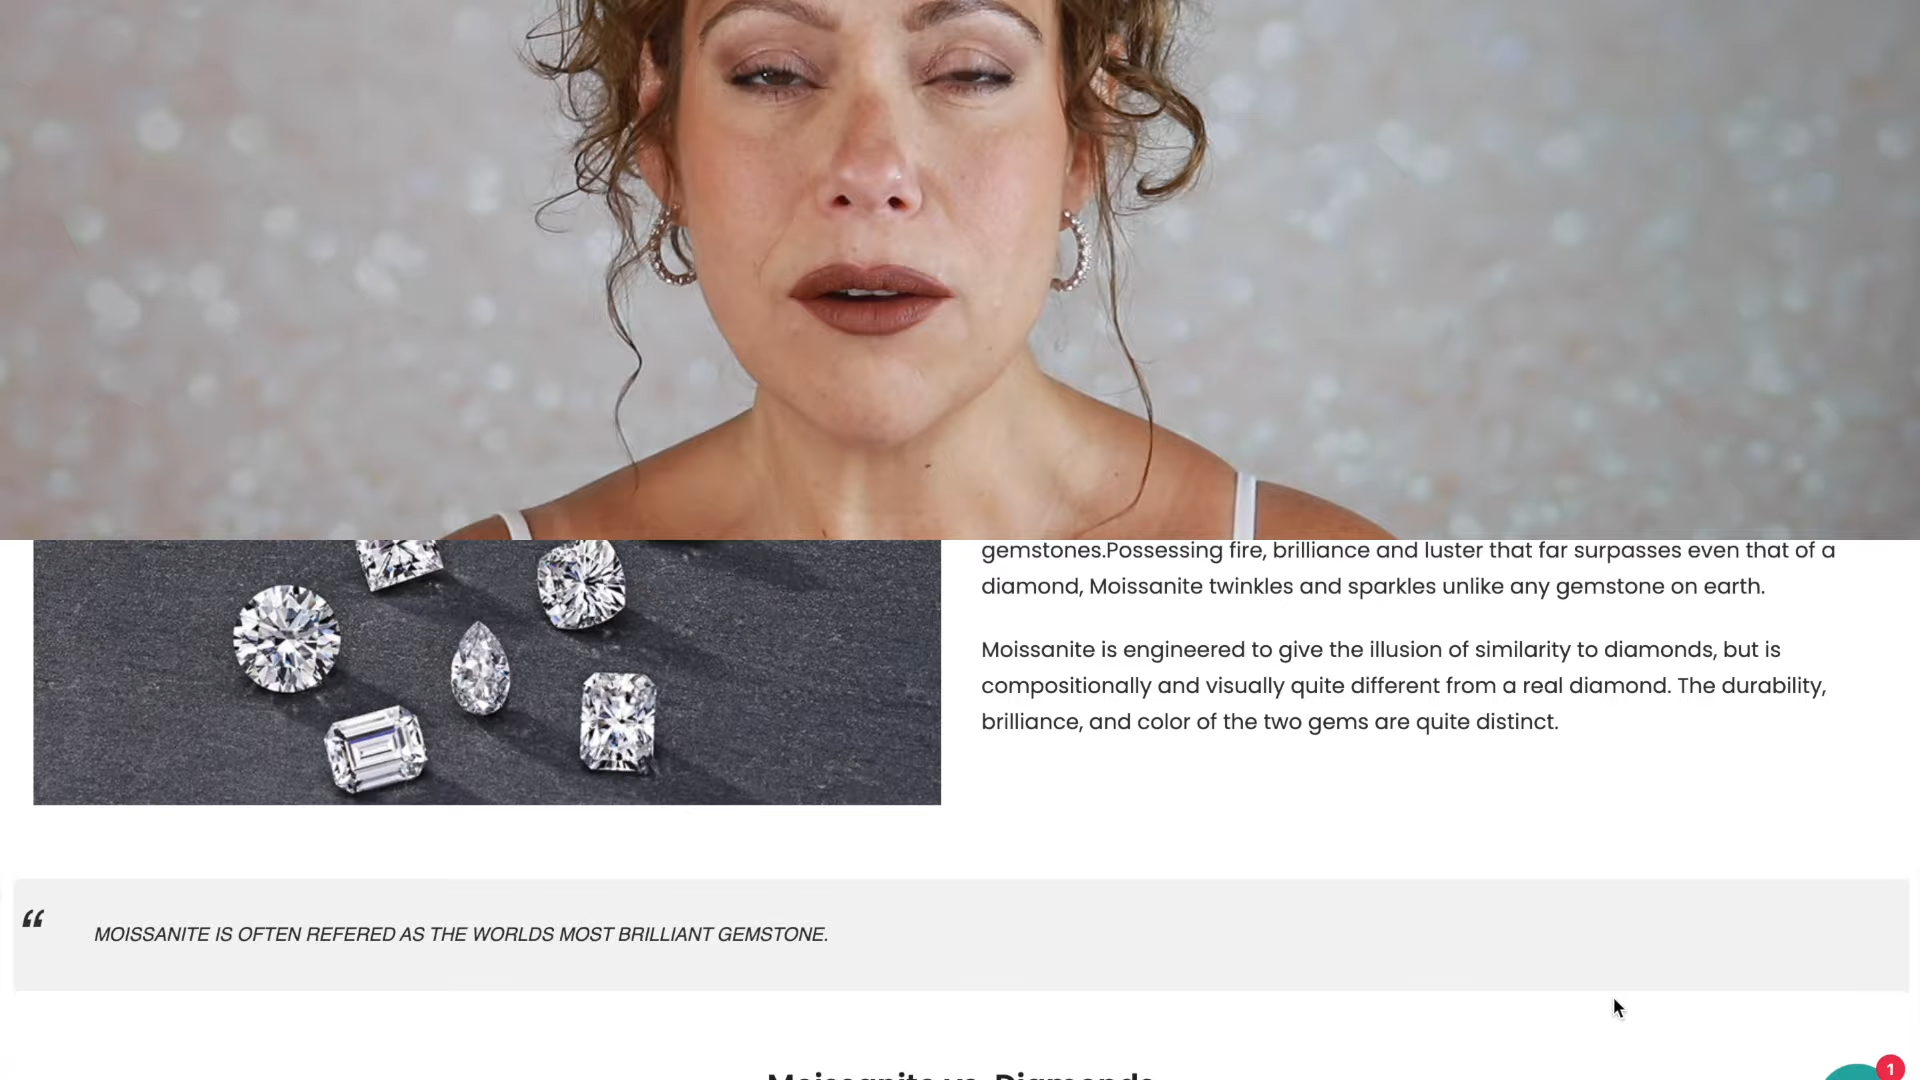 gemstones.Possessing fire, brilliance and luster that far surpasses even that of a
diamond, Moissanite twinkles and sparkles unlike any gemstone on earth.
Moissanite is engineered to give the illusion of similarity to diamonds, but is
compositionally and visually quite different from a real diamond. The durability,
brilliance, and color of the two gems are quite distinct.
“ MOISSANITE IS OFTEN REFERED AS THE WORLDS MOST BRILLIANT GEMSTONE.
Moissanite vs. Diamonds
1